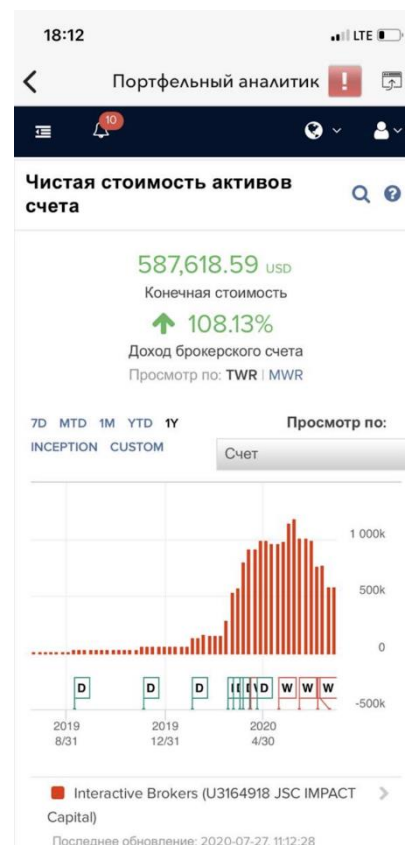 18:12
LTE
Портфельный аналитик
!
10
Чистая стоимость активов
счета
?
587,618.59 USD
Конечная стоимость
108.13%
Доход брокерского счета
Просмотр по: TWR | MWR
7D MTD 1M YTD 1Y
INCEPTION CUSTOM
Просмотр по:
Счет
1 000k
500k
0
-500k
D D D D W W W
2019 2019 2020
8/31 12/31 4/30
Interactive Brokers (U3164918 JSC IMPACT
Capital)
Последнее обновление: 2020-07-27, 11:12:28